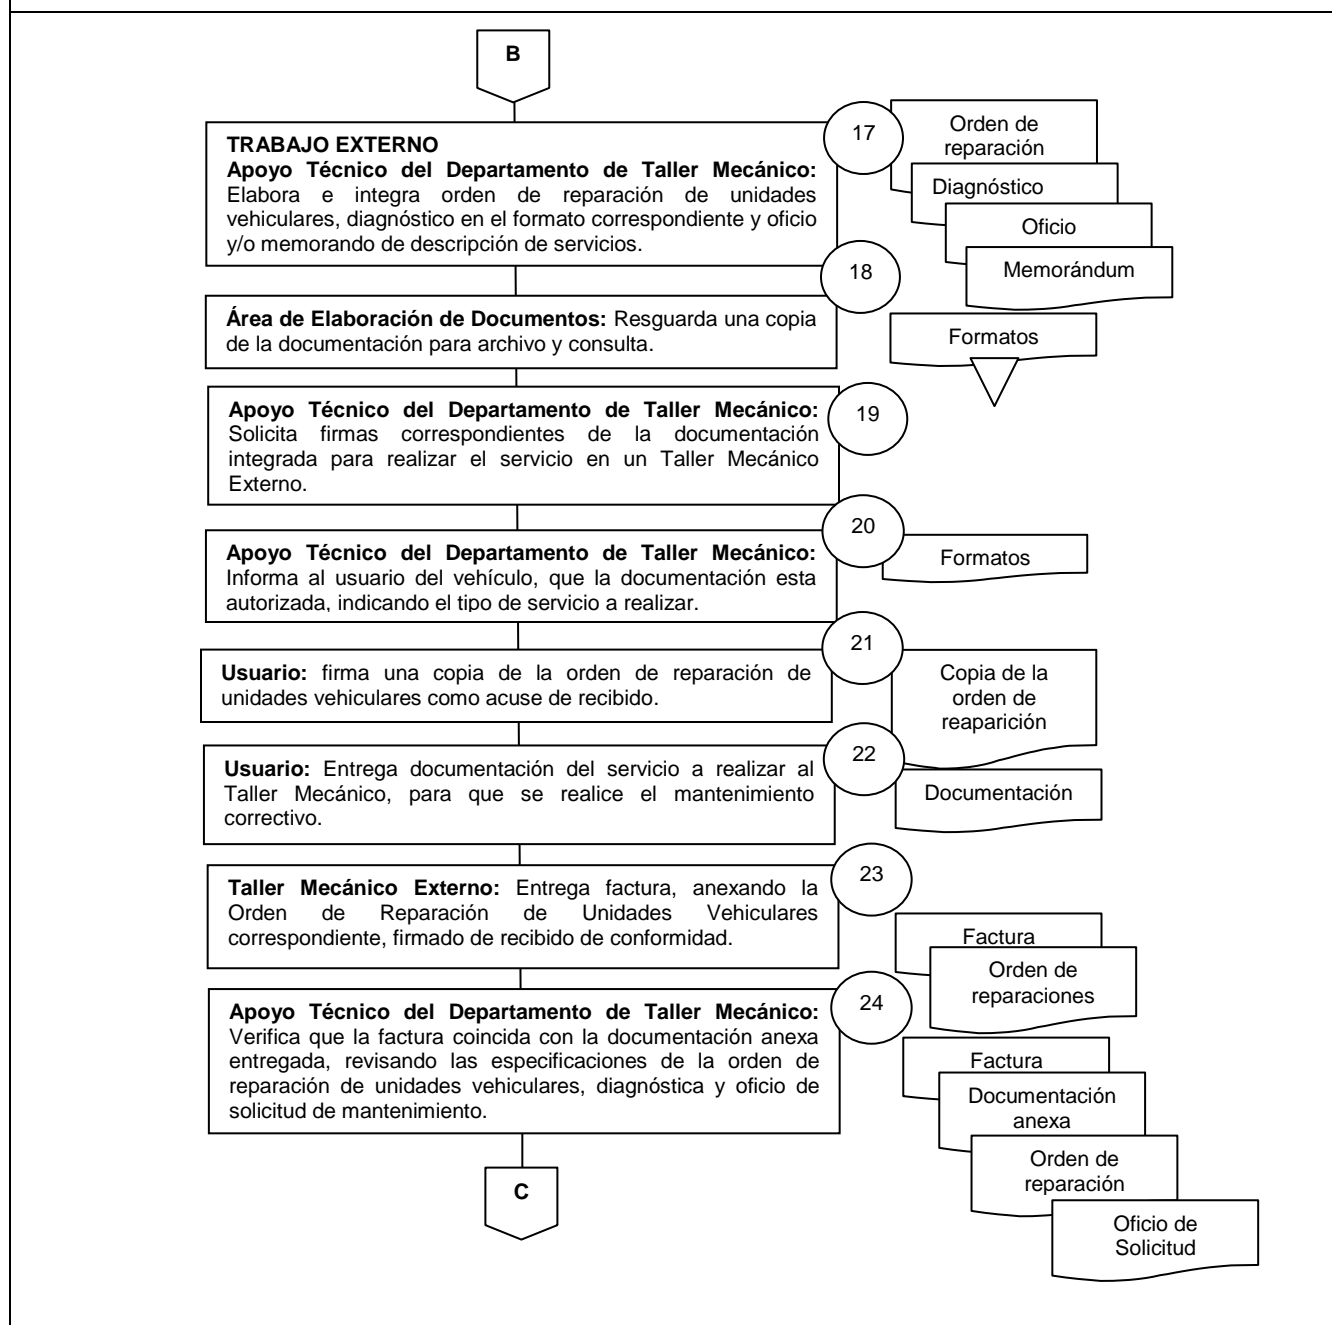 B
TRABAJO EXTERNO
Apoyo Técnico del Departamento de Taller Mecánico:
Elabora e integra orden de reparación de unidades
vehiculares, diagnóstico en el formato correspondiente y oficio
y/o memorando de descripción de servicios.
17
Orden de
reparación
Diagnóstico
Oficio
Memorándum
18
Área de Elaboración de Documentos: Resguarda una copia
de la documentación para archivo y consulta.
Formatos
Apoyo Técnico del Departamento de Taller Mecánico:
Solicita firmas correspondientes de la documentación
integrada para realizar el servicio en un Taller Mecánico
Externo.
19
20
Apoyo Técnico del Departamento de Taller Mecánico:
Informa al usuario del vehículo, que la documentación esta
autorizada, indicando el tipo de servicio a realizar.
Formatos
21
Usuario: firma una copia de la orden de reparación de
unidades vehiculares como acuse de recibido.
Copia de la
orden de
reaparición
22
Usuario: Entrega documentación del servicio a realizar al
Taller Mecánico, para que se realice el mantenimiento
correctivo.
Documentación
23
Taller Mecánico Externo: Entrega factura, anexando la
Orden de Reparación de Unidades Vehiculares
correspondiente, firmado de recibido de conformidad.
Factura
Orden de
reparaciones
24
Apoyo Técnico del Departamento de Taller Mecánico:
Verifica que la factura coincida con la documentación anexa
entregada, revisando las especificaciones de la orden de
reparación de unidades vehiculares, diagnóstica y oficio de
solicitud de mantenimiento.
Factura
Documentación
anexa
Orden de
reparación
Oficio de
Solicitud
C